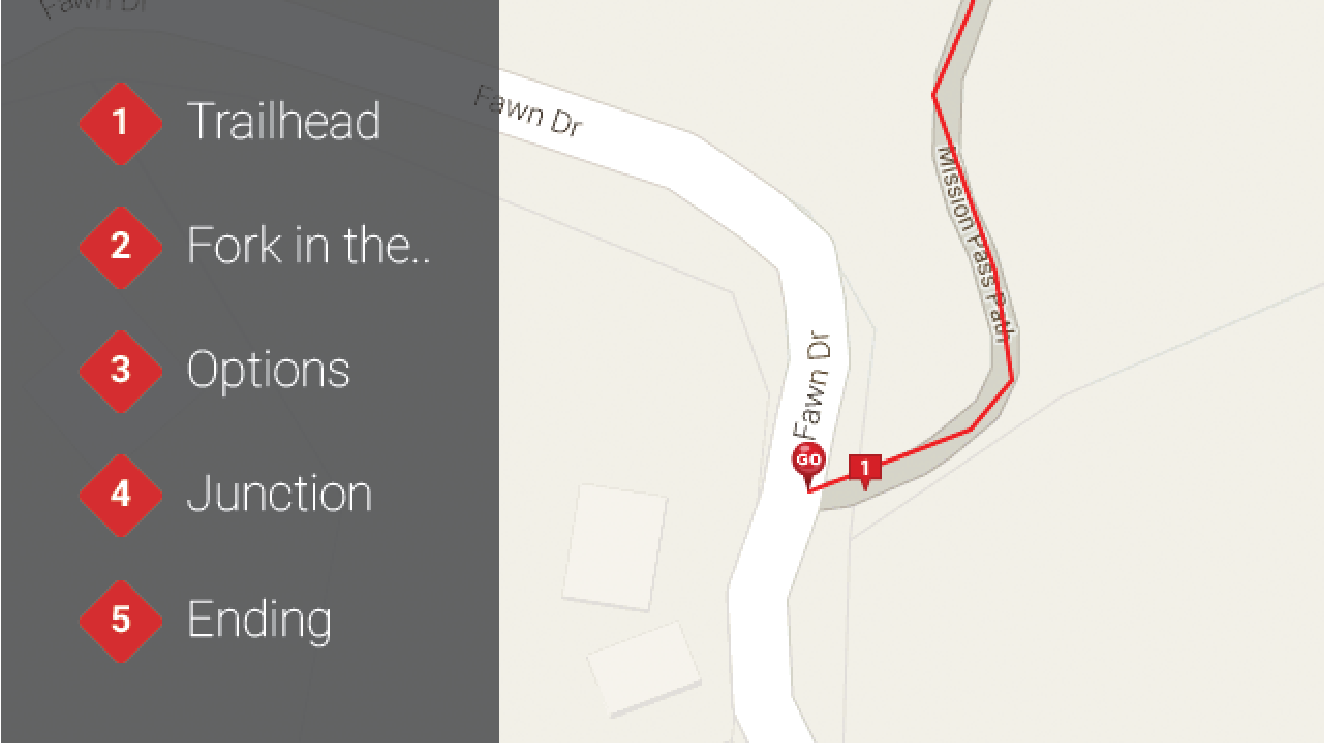 Fawn Dr
1 Trailhead
2 Fork in the..
3 Options
4 Junction
5 Ending
Fawn Dr
Mission Pass Path
Fawn Dr
GO
1